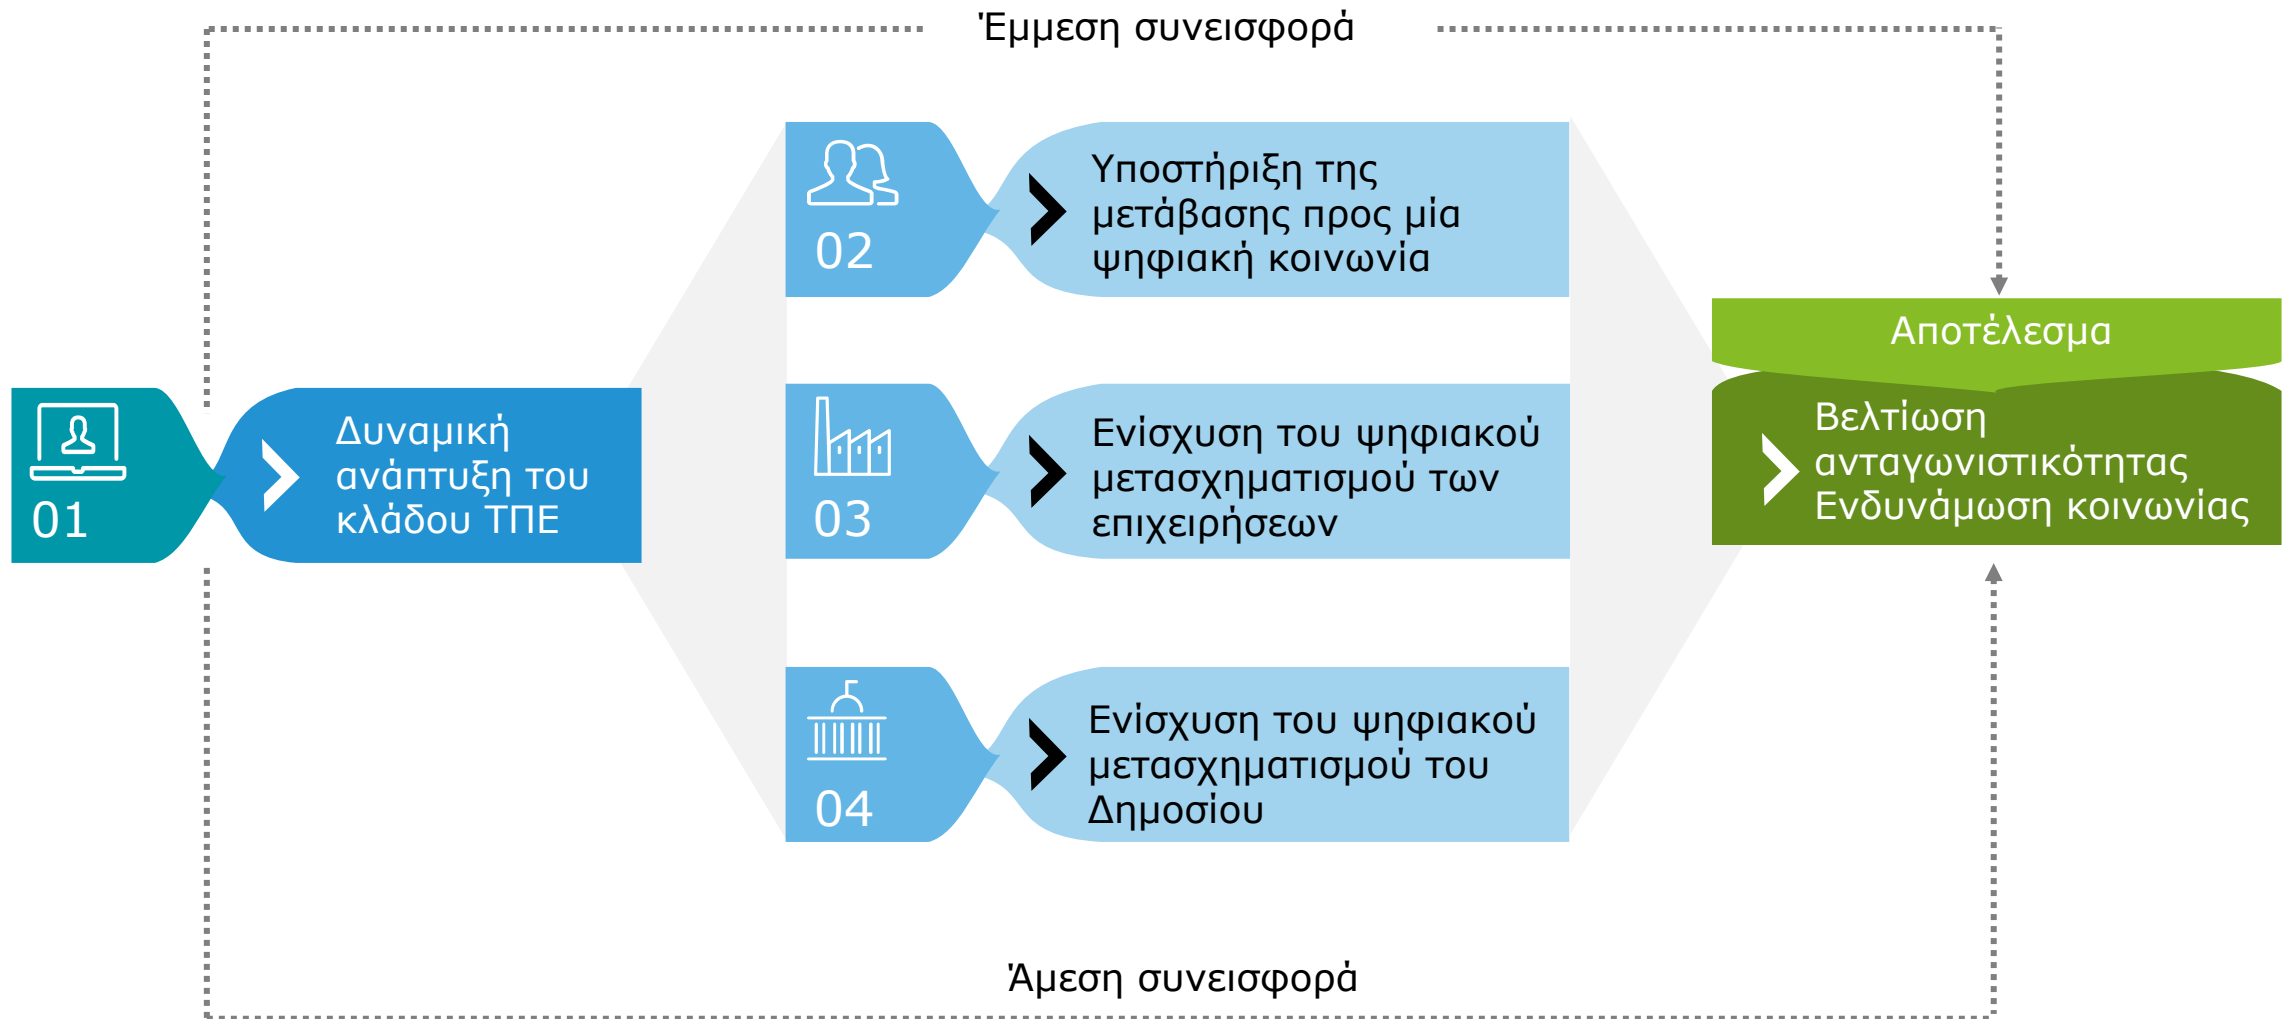 Έμμεση συνεισφορά
01
Δυναμική
ανάπτυξη του
κλάδου ΤΠΕ
02
Υποστήριξη της
μετάβασης προς μία
ψηφιακή κοινωνία
03
Ενίσχυση του ψηφιακού
μετασχηματισμού των
επιχειρήσεων
04
Ενίσχυση του ψηφιακού
μετασχηματισμού του
Δημοσίου
Αποτέλεσμα
Βελτίωση
ανταγωνιστικότητας
Ενδυνάμωση κοινωνίας
Άμεση συνεισφορά